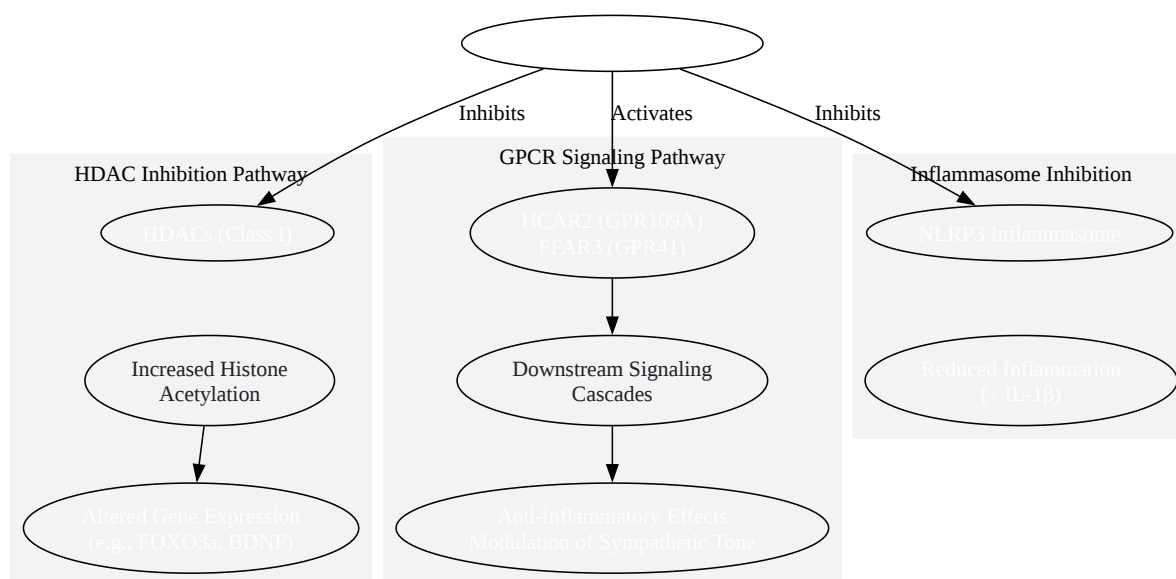 Inhibits
Activates
Inhibits
HDAC Inhibition Pathway
GPCR Signaling Pathway
Inflammasome Inhibition
HDACs (Class I)
HCAR2 (GPR109A)
FFAR3 (GPR41)
NLRP3 Inflammasome
Increased Histone
Acetylation
Downstream Signaling
Cascades
Reduced Inflammation
(↓ IL-1β)
Altered Gene Expression
(e.g., FOXO3a, BDNF)
Anti-inflammatory Effects
Modulation of Sympathetic Tone